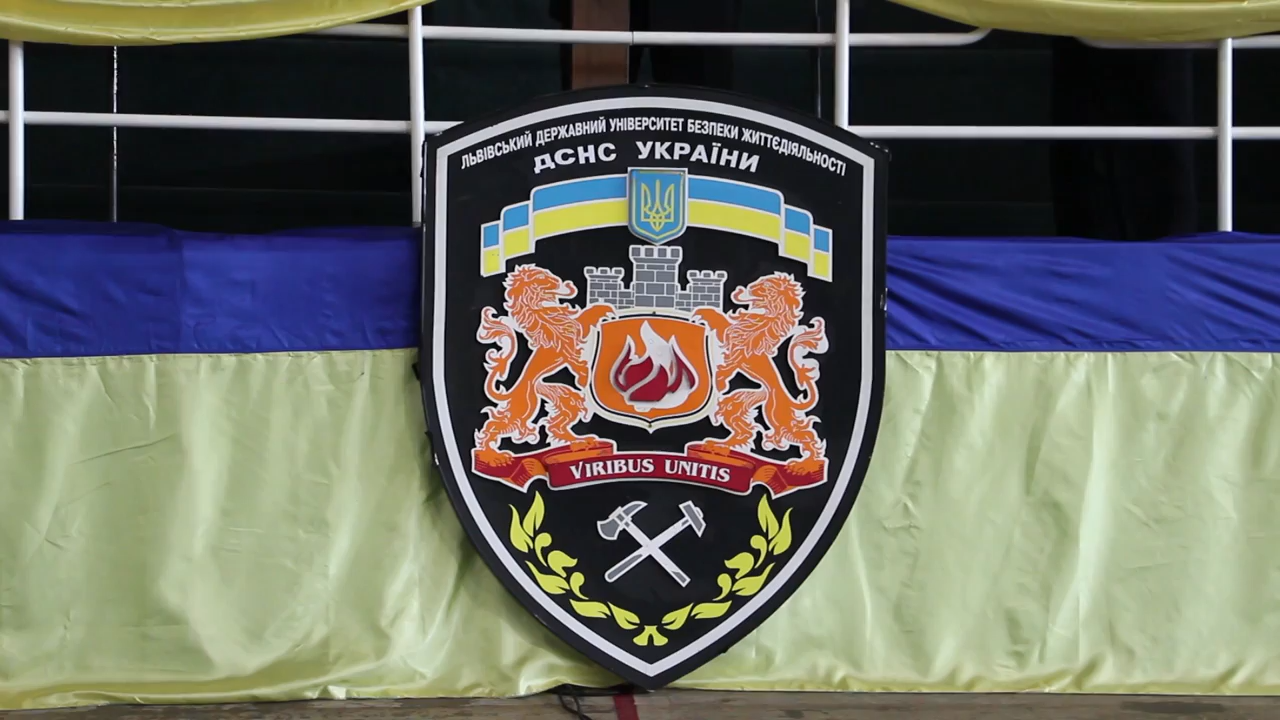 ЛЬВІВСЬКИЙ ДЕРЖАВНИЙ УНІВЕРСИТЕТ БЕЗПЕКИ ЖИТТЄДІЯЛЬНОСТІ
ДСНС УКРАЇНИ
VIRIBUS UNITIS